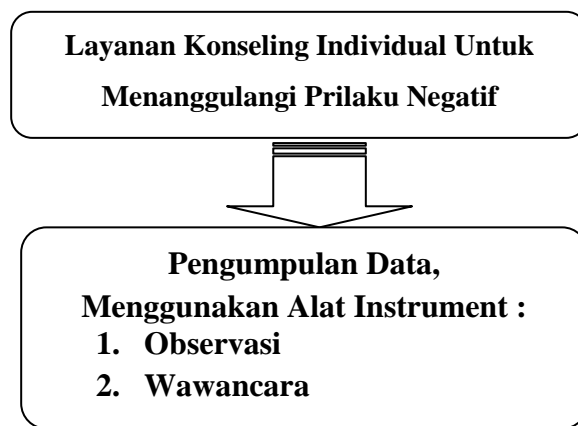 Layanan Konseling Individual Untuk
Menanggulangi Prilaku Negatif
Pengumpulan Data,
Menggunakan Alat Instrument :
1. Observasi
2. Wawancara